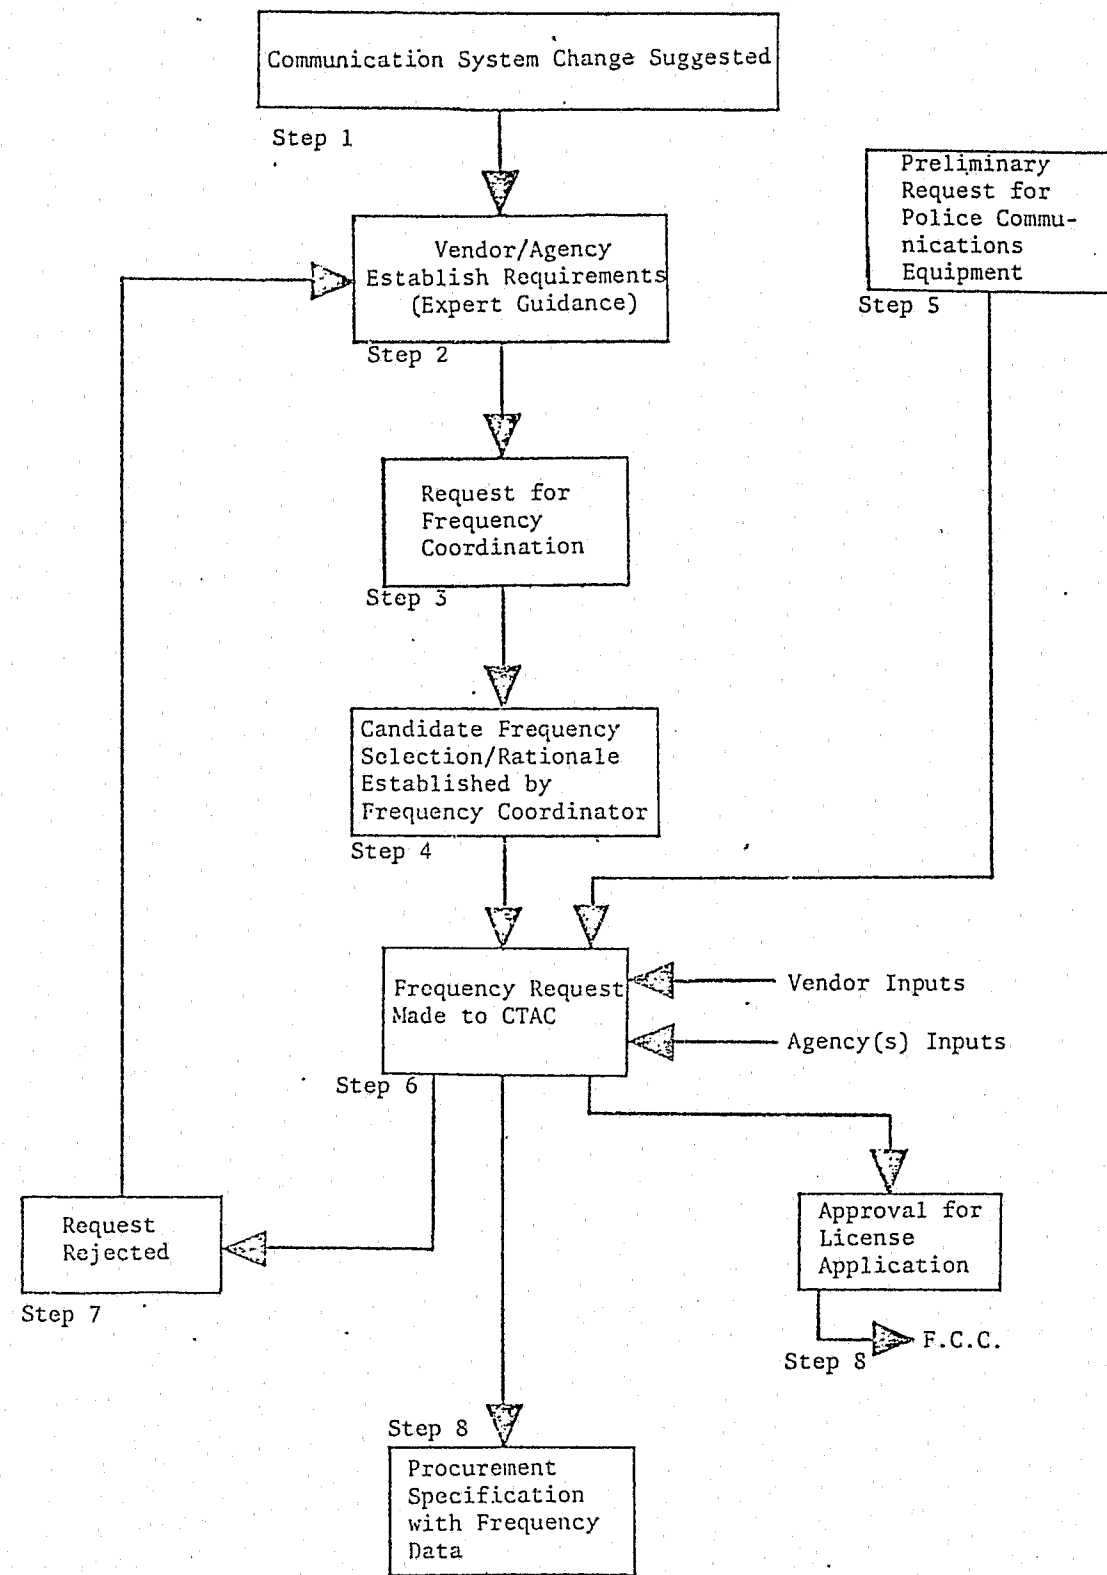 Communication System Change Suggested
Step 1
Preliminary
Request for
Police Commu-
nications
Equipment
Step 5
Vendor/Agency
Establish Requirements
(Expert Guidance)
Step 2
Request for
Frequency
Coordination
Step 3
Candidate Frequency
Selection/Rationale
Established by
Frequency Coordinator
Step 4
Frequency Request
Made to CTAC
Vendor Inputs
Agency(s) Inputs
Step 6
Request
Rejected
Step 7
Approval for
License
Application
F.C.C.
Step 8
Step 8
Procurement
Specification
with Frequency
Data